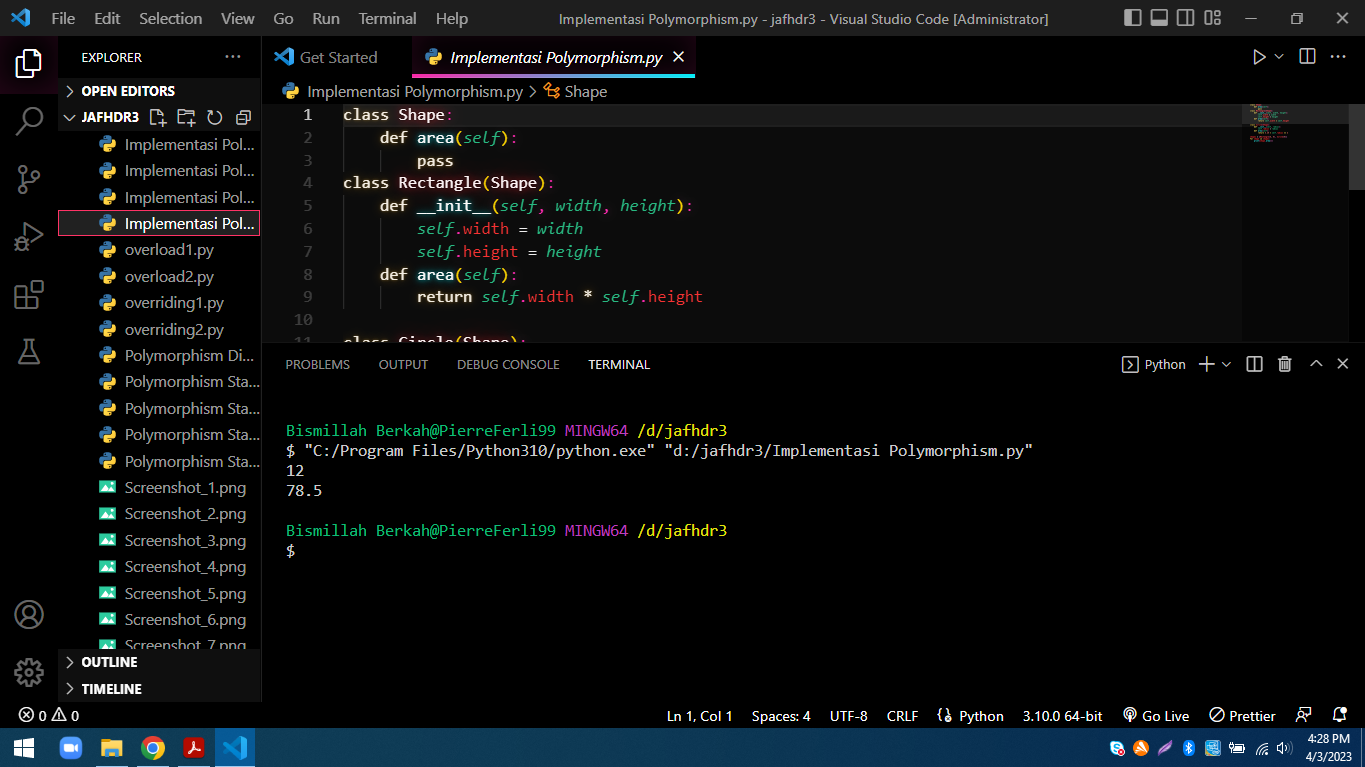 File Edit Selection View Go Run Terminal Help Implementasi Polymorphism.py - jafhdr3 - Visual Studio Code [Administrator]
EXPLORER ···
OPEN EDITORS
JAFHDR3
Implementasi Pol...
Implementasi Pol...
Implementasi Pol...
Implementasi Pol...
overload1.py
overload2.py
overriding1.py
overriding2.py
Polymorphism Di...
Polymorphism Sta...
Polymorphism Sta...
Polymorphism Sta...
Polymorphism Sta...
Screenshot_1.png
Screenshot_2.png
Screenshot_3.png
Screenshot_4.png
Screenshot_5.png
Screenshot_6.png
Screenshot_7.png
OUTLINE
TIMELINE
Get Started Implementasi Polymorphism.py
Implementasi Polymorphism.py > Shape
1 class Shape:
2 def area(self):
3 pass
4 class Rectangle(Shape):
5 def __init__(self, width, height):
6 self.width = width
7 self.height = height
8 def area(self):
9 return self.width * self.height
10
11 class Circle(Shape):
PROBLEMS OUTPUT DEBUG CONSOLE TERMINAL Python
Bismillah Berkah@PierreFerli99 MINGW64 /d/jafhdr3
$ "C:/Program Files/Python310/python.exe" "d:/jafhdr3/Implementasi Polymorphism.py"
12
78.5
Bismillah Berkah@PierreFerli99 MINGW64 /d/jafhdr3
$
0 0 Ln 1, Col 1 Spaces: 4 UTF-8 CRLF Python 3.10.0 64-bit Go Live Prettier
4:28 PM
4/3/2023